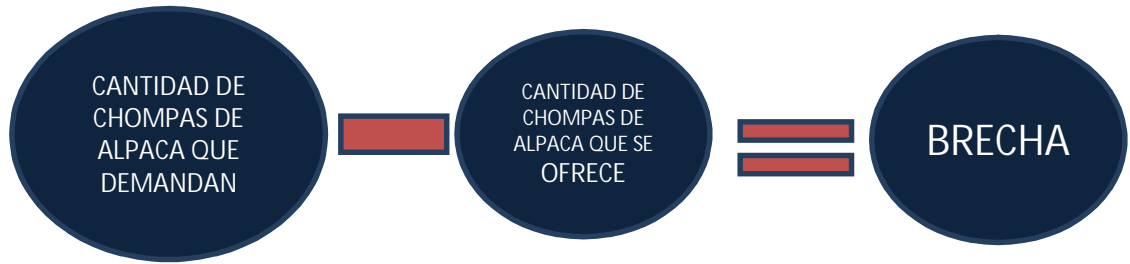 CANTIDAD DE
CHOMPAS DE
ALPACA QUE
DEMANDAN
CANTIDAD DE
CHOMPAS DE
ALPACA QUE SE
OFRECE
BRECHA